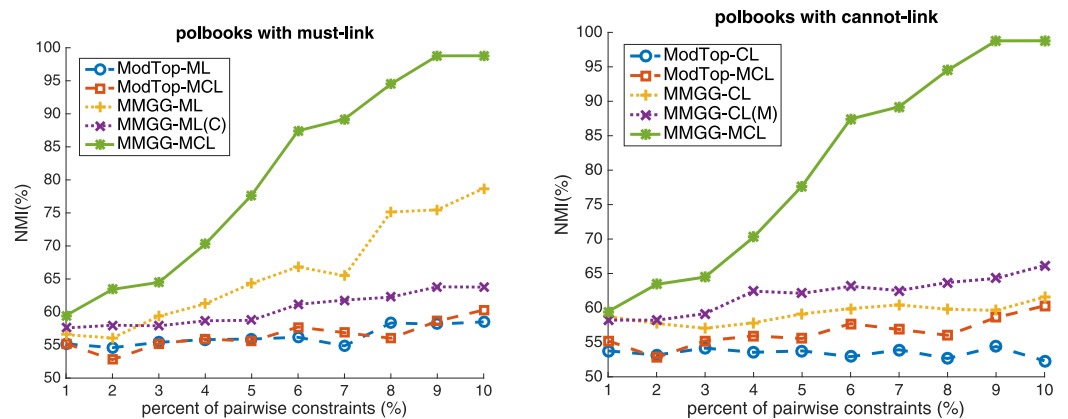 polbooks with must-link
100
95
90
85
80
75
70
65
60
55
50
NMI(%)
ModTop-ML
ModTop-MCL
MMGG-ML
MMGG-ML(C)
MMGG-MCL
1 2 3 4 5 6 7 8 9 10
percent of pairwise constraints (%)
polbooks with cannot-link
100
95
90
85
80
75
70
65
60
55
50
NMI(%)
ModTop-CL
ModTop-MCL
MMGG-CL
MMGG-CL(M)
MMGG-MCL
1 2 3 4 5 6 7 8 9 10
percent of pairwise constraints (%)